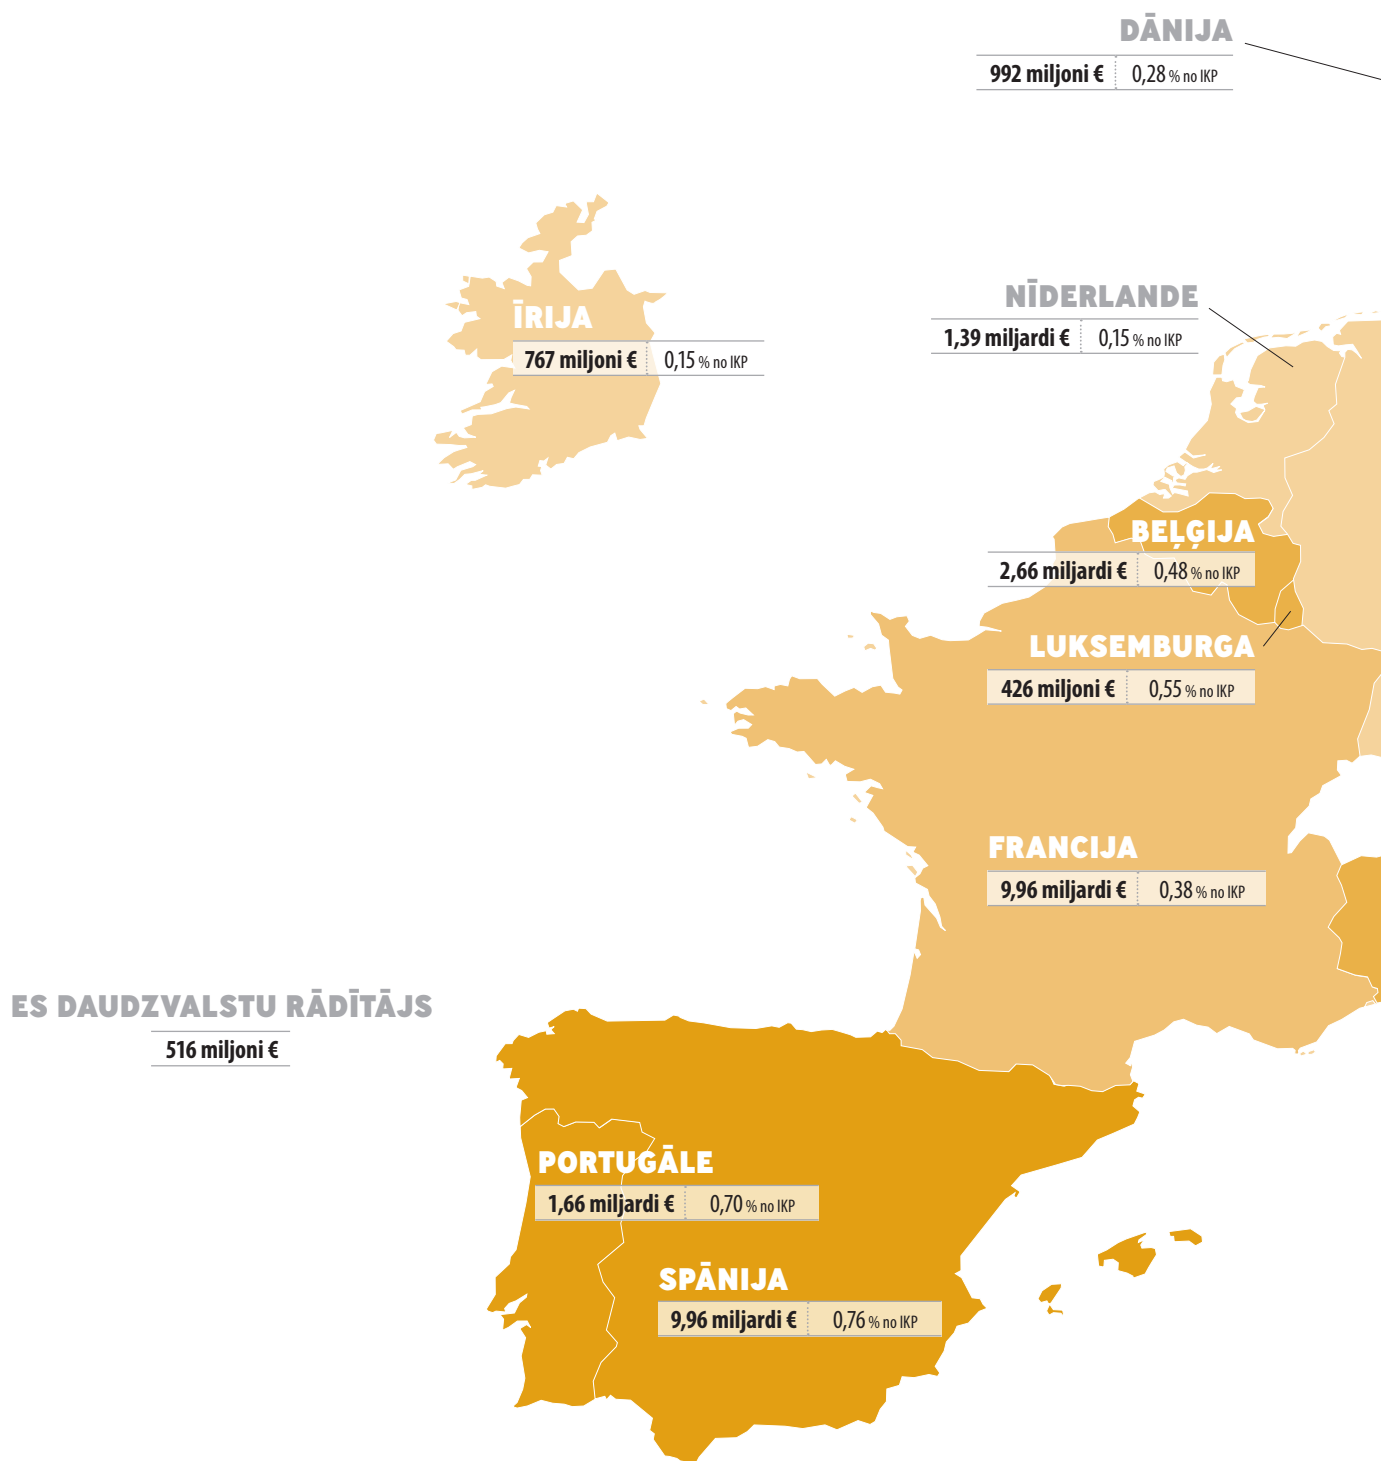 DĀNIJA
992 miljoni € 0,28 % no IKP
NĪDERLANDE
1,39 miljardi € 0,15 % no IKP
ĪRIJA
767 miljoni € 0,15 % no IKP
BEĻĢIJA
2,66 miljardi € 0,48 % no IKP
LUKSEMBURGA
426 miljoni € 0,55 % no IKP
FRANCIJA
9,96 miljardi € 0,38 % no IKP
ES DAUDZVALSTU RĀDĪTĀJS
516 miljoni €
PORTUGĀLE
1,66 miljardi € 0,70 % no IKP
SPĀNIJA
9,96 miljardi € 0,76 % no IKP